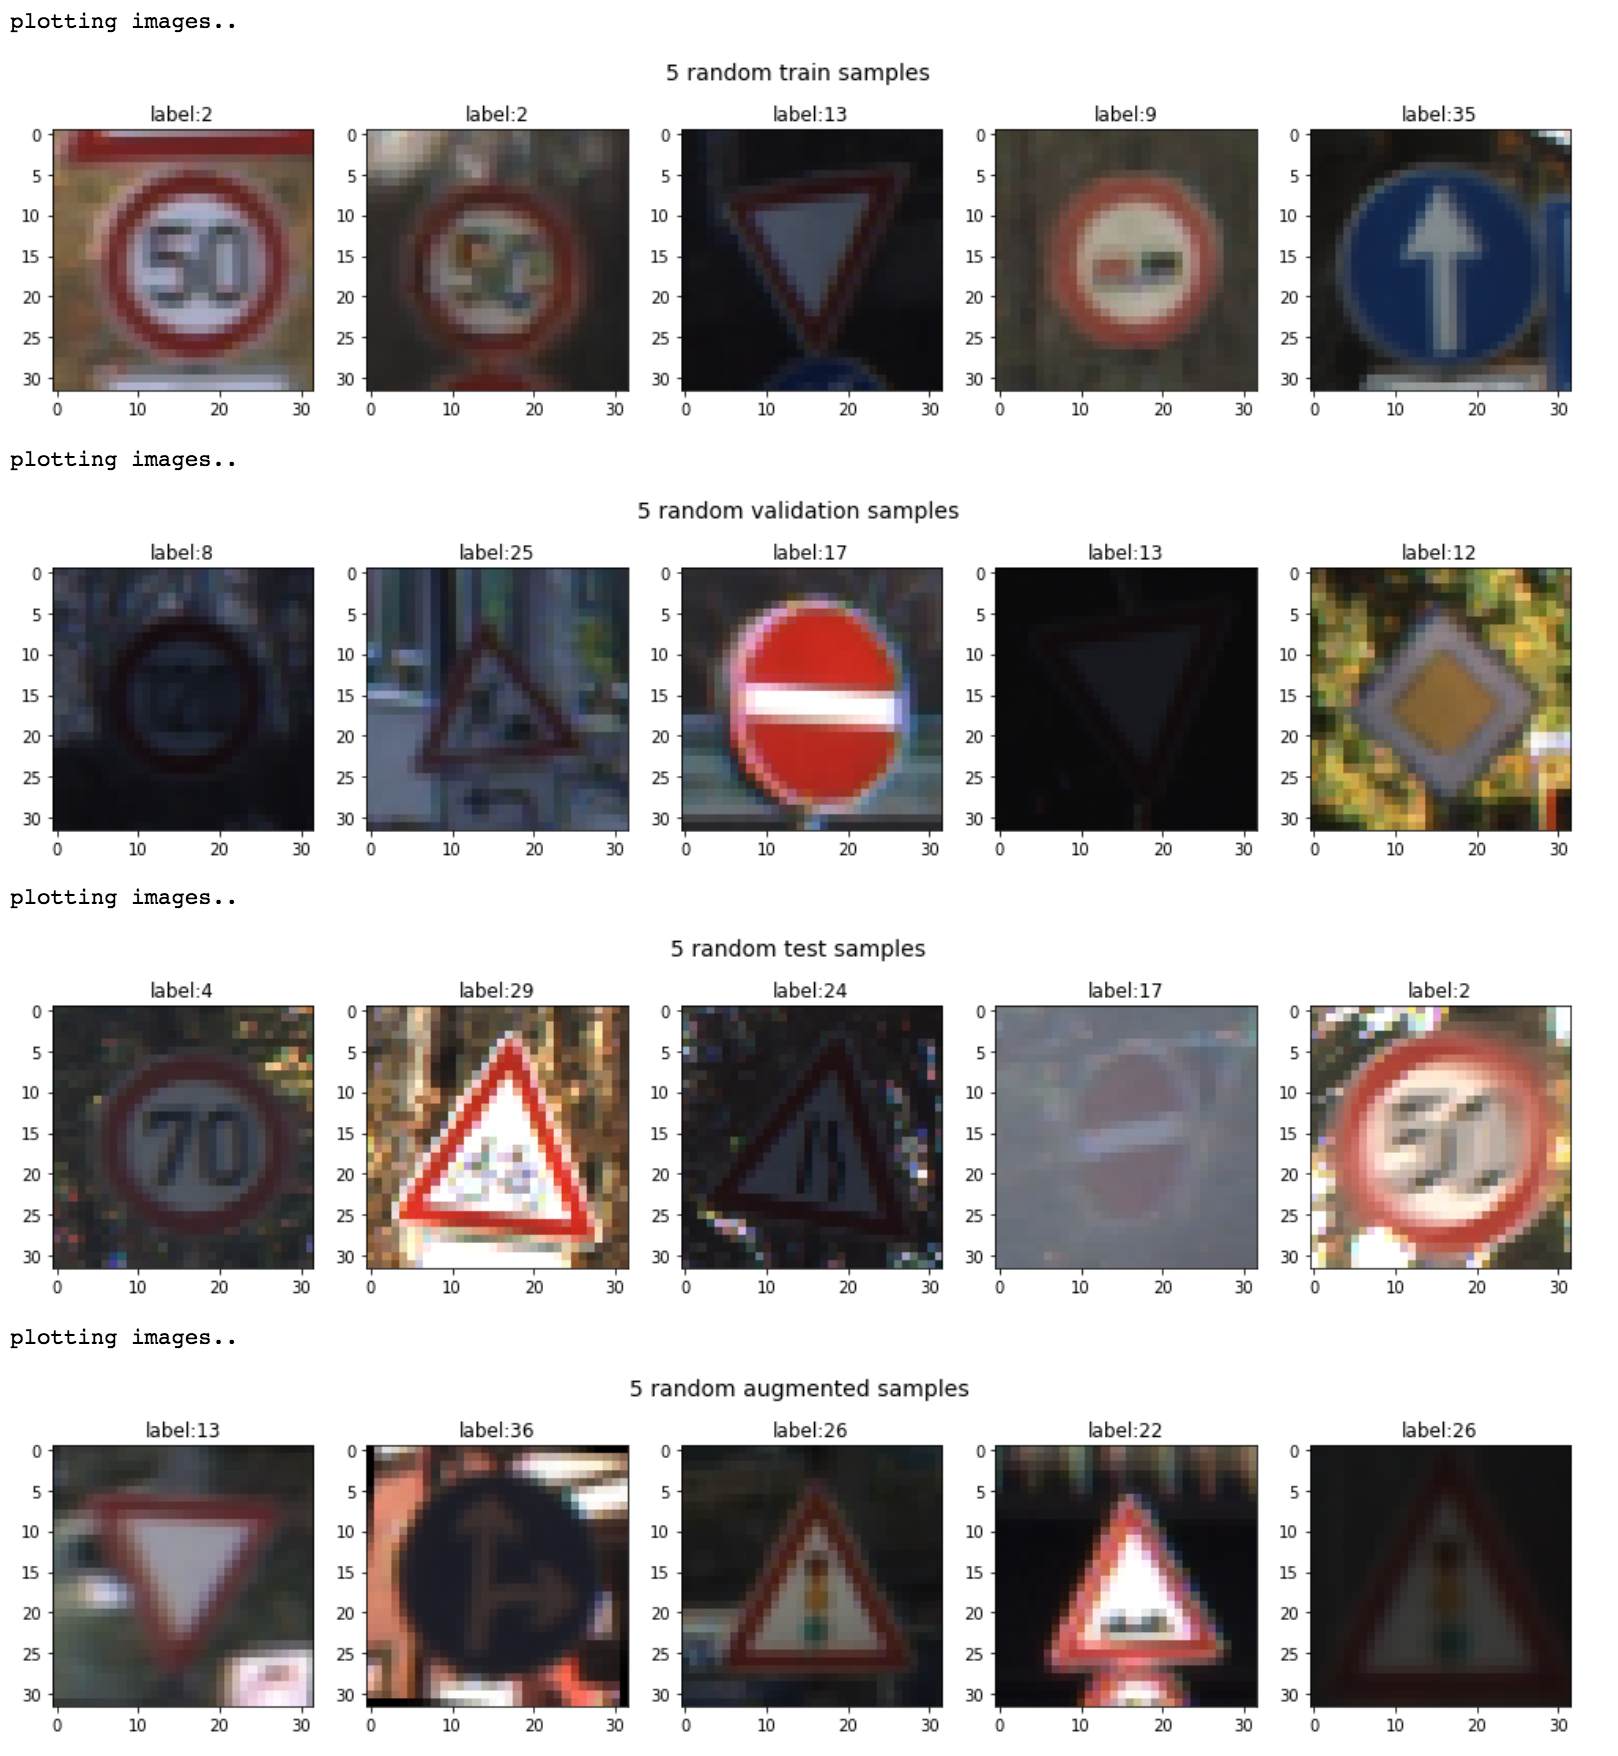 plotting images..
5 random train samples
label:2 label:2 label:13 label:9 label:35
0 0 0 0 0
5 5 5 5 5
10 10 10 10 10
15 15 15 15 15
20 20 20 20 20
25 25 25 25 25
30 30 30 30 30
0 10 20 30 0 10 20 30 0 10 20 30 0 10 20 30 0 10 20 30
50
plotting images..
5 random validation samples
label:8 label:25 label:17 label:13 label:12
0 0 0 0 0
5 5 5 5 5
10 10 10 10 10
15 15 15 15 15
20 20 20 20 20
25 25 25 25 25
30 30 30 30 30
0 10 20 30 0 10 20 30 0 10 20 30 0 10 20 30 0 10 20 30
plotting images..
5 random test samples
label:4 label:29 label:24 label:17 label:2
0 0 0 0 0
5 5 5 5 5
10 10 10 10 10
15 15 15 15 15
20 20 20 20 20
25 25 25 25 25
30 30 30 30 30
0 10 20 30 0 10 20 30 0 10 20 30 0 10 20 30 0 10 20 30
70 50
plotting images..
5 random augmented samples
label:13 label:36 label:26 label:22 label:26
0 0 0 0 0
5 5 5 5 5
10 10 10 10 10
15 15 15 15 15
20 20 20 20 20
25 25 25 25 25
30 30 30 30 30
0 10 20 30 0 10 20 30 0 10 20 30 0 10 20 30 0 10 20 30